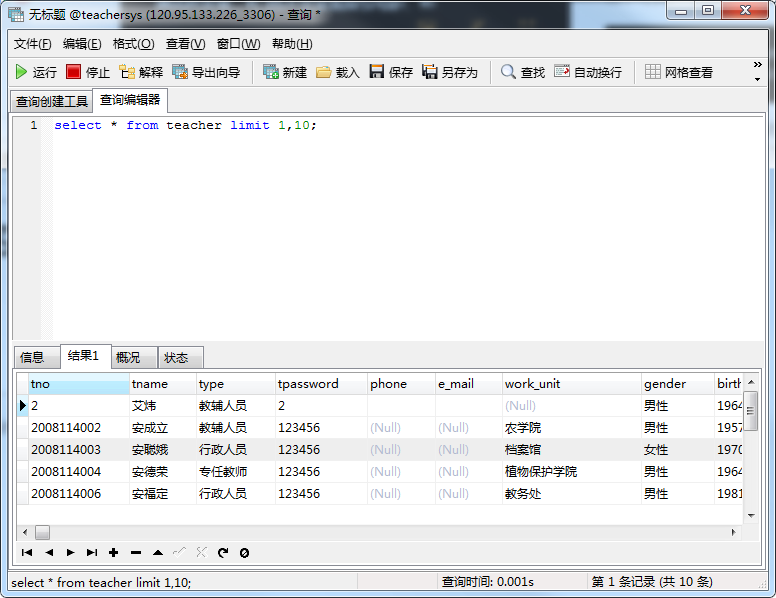 无标题 @teachersys (120.95.133.226_3306) - 查询 *
文件(F) 编辑(E) 格式(O) 查看(V) 窗口(W) 帮助(H)
运行 停止 解释 导出向导 新建 载入 保存 另存为 查找 自动换行 网格查看
查询创建工具 查询编辑器
1 select * from teacher limit 1,10;
信息 结果1 概况 状态
tno tname type tpassword phone e_mail work_unit gender birth
2 艾炜 教辅人员 2 (Null) 男性 1964
2008114002 安成立 教辅人员 123456 (Null) (Null) 农学院 男性 1957
2008114003 安聪娥 行政人员 123456 (Null) (Null) 档案馆 女性 1970
2008114004 安德荣 专任教师 123456 (Null) (Null) 植物保护学院 男性 1964
2008114006 安福定 行政人员 123456 (Null) (Null) 教务处 男性 1981
select * from teacher limit 1,10; 查询时间: 0.001s 第 1 条记录 (共 10 条)